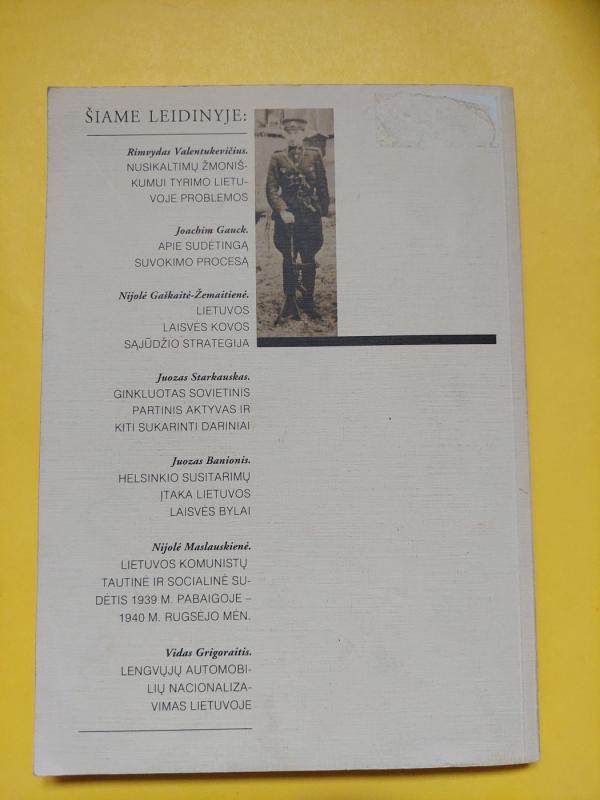 ŠIAME LEIDINYJE:
Rimvydas Valentukevičius.
NUSIKALTIMŲ ŽMONIŠ-
KUMUI TYRIMO LIETU-
VOJE PROBLEMOS
Joachim Gauck.
APIE SUDĖTINGĄ
SUVOKIMO PROCESĄ
Nijolė Gaškaitė-Žemaitienė.
LIETUVOS
LAISVĖS KOVOS
SĄJŪDŽIO STRATEGIJA
Juozas Starkauskas.
GINKLUOTAS SOVIETINIS
PARTINIS AKTYVAS IR
KITI SUKARINTI DARINIAI
Juozas Banionis.
HELSINKIO SUSITARIMŲ
ĮTAKA LIETUVOS
LAISVĖS BYLAI
Nijolė Maslauskienė.
LIETUVOS KOMUNISTŲ
TAUTINĖ IR SOCIALINĖ SU-
DĖTIS 1939 M. PABAIGOJE –
1940 M. RUGSĖJO MĖN.
Vidas Grigoraitis.
LENGVŲJŲ AUTOMOBI-
LIŲ NACIONALIZA-
VIMAS LIETUVOJE